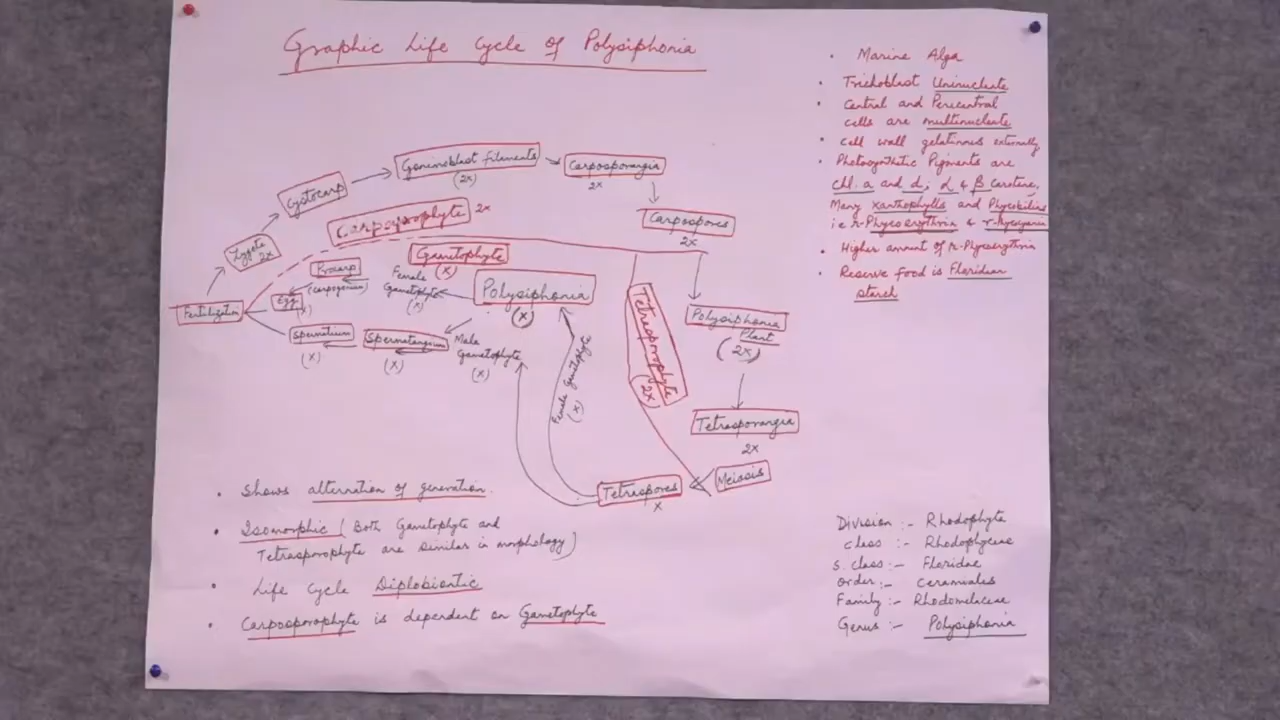 Graphic Life Cycle of Polysiphonia
Marine Alga
Trichoblast Uninucleate
Central and Pericentral
cells are multinucleate
cell wall gelatinous externally
Photosynthetic Pigments are
chl. a and d; α & β carotene,
Many xanthophylls and Phycobilins
i.e r-Phycoerythrin & r-Phycocyanin
Higher amount of r-Phycoerythrin
Reserve food is Floridian
starch
Gonimoblast filaments
(2x)
Carposporangia
2x
Cystocarp
Carposporophyte 2x
Carpospores
2x
Zygote
2x
Gametophyte
(x)
Procarp
(carpogonium)
Female
Gametophyte
(x)
Polysiphonia
(x)
Egg
(x)
Fertilization
Spermatium
(x)
Spermatangium
(x)
Male
Gametophyte
(x)
Female Gametophyte
(x)
Tetrasporophyte
(2x)
Polysiphonia
Plant
(2x)
Tetrasporangia
2x
Meiosis
Tetraspores
x
Shows alternation of generation.
Isomorphic (Both Gametophyte and
Tetrasporophyte are similar in morphology)
Life Cycle Diplobiontic
Carposporophyte is dependent on Gametophyte
Division :- Rhodophyta
class :- Rhodophyceae
s. class :- Floridae
order :- Ceramiales
Family :- Rhodomelaceae
Genus :- Polysiphonia